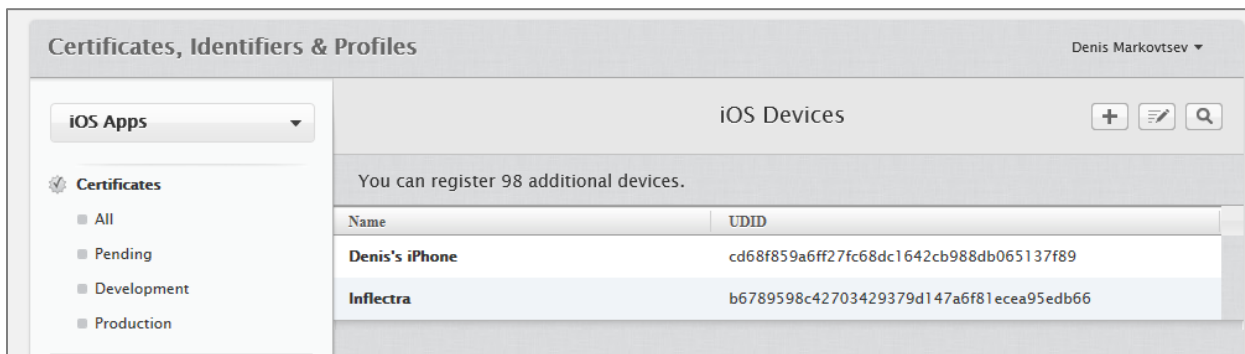 Certificates, Identifiers & Profiles
Denis Markovtsev
iOS Apps
iOS Devices
Certificates
You can register 98 additional devices.
All
Name UDID
Pending
Denis's iPhone cd68f859a6ff27fc68dc1642cb988db065137f89
Development
Inflectra b6789598c42703429379d147a6f81ecea95edb66
Production